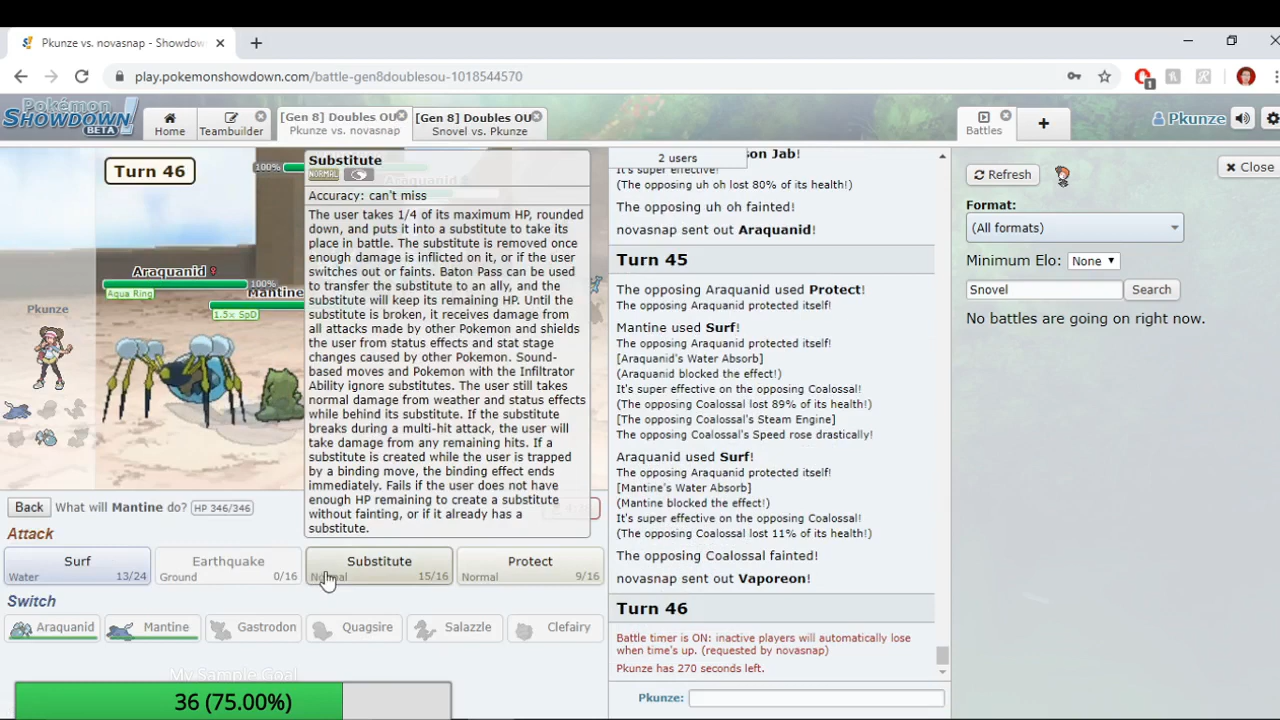 Pkunze vs. novasnap - Showdow
play.pokemonshowdown.com/battle-gen8doublesou-1018544570
1
Pokémon
SHOWDOWN
BETA
Home
Teambuilder
[Gen 8] Doubles OU
Pkunze vs. novasnap
[Gen 8] Doubles OU
Snovel vs. Pkunze
Battles
Pkunze
Turn 46
100%
100%
Araquanid
Aqua Ring
Mantine
1.5× SpD
Pkunze
Substitute
NORMAL
Accuracy: can't miss
The user takes 1/4 of its maximum HP, rounded
down, and puts it into a substitute to take its
place in battle. The substitute is removed once
enough damage is inflicted on it, or if the user
switches out or faints. Baton Pass can be used
to transfer the substitute to an ally, and the
substitute will keep its remaining HP. Until the
substitute is broken, it receives damage from
all attacks made by other Pokemon and shields
the user from status effects and stat stage
changes caused by other Pokemon. Sound-
based moves and Pokemon with the Infiltrator
Ability ignore substitutes. The user still takes
normal damage from weather and status effects
while behind its substitute. If the substitute
breaks during a multi-hit attack, the user will
take damage from any remaining hits. If a
substitute is created while the user is trapped
by a binding move, the binding effect ends
immediately. Fails if the user does not have
enough HP remaining to create a substitute
without fainting, or if it already has a
substitute.
Back
What will Mantine do?
HP 346/346
Attack
Surf
Water
13/24
Earthquake
Ground
0/16
Substitute
Normal
15/16
Protect
Normal
9/16
Switch
Araquanid
Mantine
Gastrodon
Quagsire
Salazzle
Clefairy
My Sample Goal
36 (75.00%)
2 users
son Jab!
It's super effective!
(The opposing uh oh lost 80% of its health!)
The opposing uh oh fainted!
novasnap sent out Araquanid!
Turn 45
The opposing Araquanid used Protect!
The opposing Araquanid protected itself!
Mantine used Surf!
The opposing Araquanid protected itself!
[Araquanid's Water Absorb]
(Araquanid blocked the effect!)
It's super effective on the opposing Coalossal!
(The opposing Coalossal lost 89% of its health!)
[The opposing Coalossal's Steam Engine]
The opposing Coalossal's Speed rose drastically!
Araquanid used Surf!
The opposing Araquanid protected itself!
[Mantine's Water Absorb]
(Mantine blocked the effect!)
It's super effective on the opposing Coalossal!
(The opposing Coalossal lost 11% of its health!)
The opposing Coalossal fainted!
novasnap sent out Vaporeon!
Turn 46
Battle timer is ON: inactive players will automatically lose
when time's up. (requested by novasnap)
Pkunze has 270 seconds left.
Pkunze:
Refresh
Close
Format:
(All formats)
Minimum Elo:
None
Snovel
Search
No battles are going on right now.